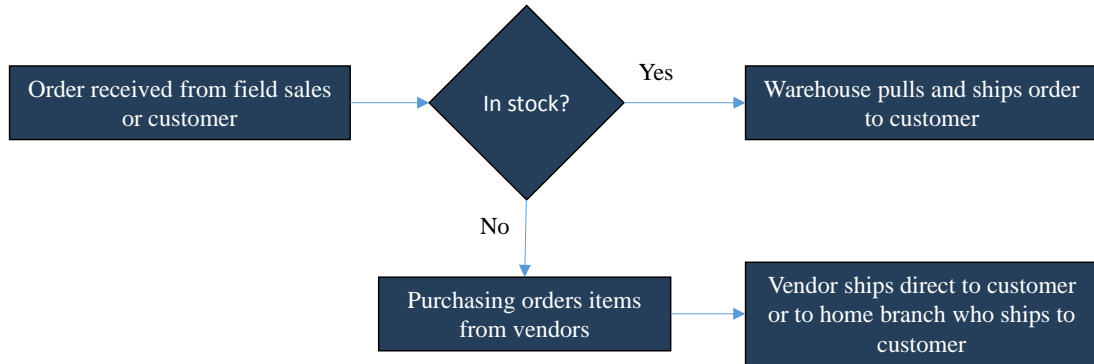 Order received from field sales
or customer
In stock?
Yes
Warehouse pulls and ships order
to customer
No
Purchasing orders items
from vendors
Vendor ships direct to customer
or to home branch who ships to
customer